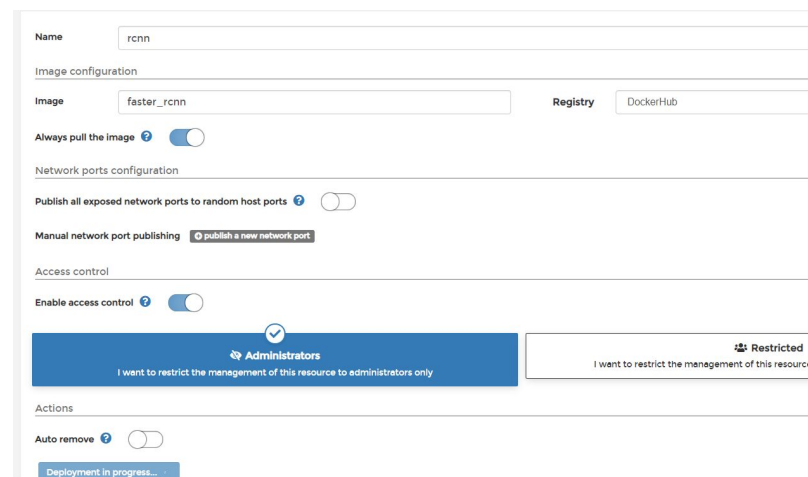 Name rcnn
Image configuration
Image faster_rcnn Registry DockerHub
Always pull the image ?
Network ports configuration
Publish all exposed network ports to random host ports ?
Manual network port publishing + publish a new network port
Access control
Enable access control ?
Administrators
I want to restrict the management of this resource to administrators only
Restricted
I want to restrict the management of this resource
Actions
Auto remove ?
Deployment in progress...